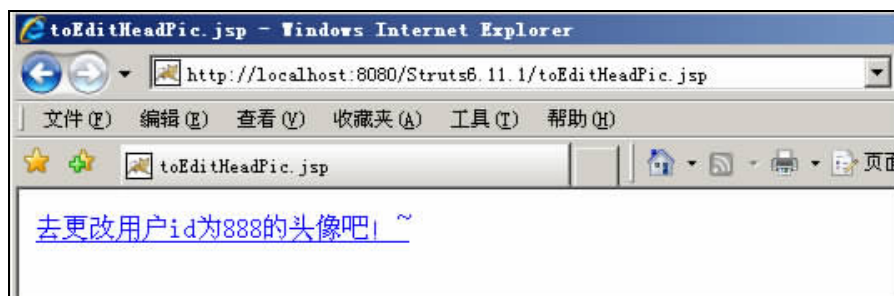 toEditHeadPic.jsp - Windows Internet Explorer
http://localhost:8080/Struts6.11.1/toEditHeadPic.jsp
文件(F) 编辑(E) 查看(V) 收藏夹(A) 工具(T) 帮助(H)
toEditHeadPic.jsp 页面
去更改用户id为888的头像吧！~